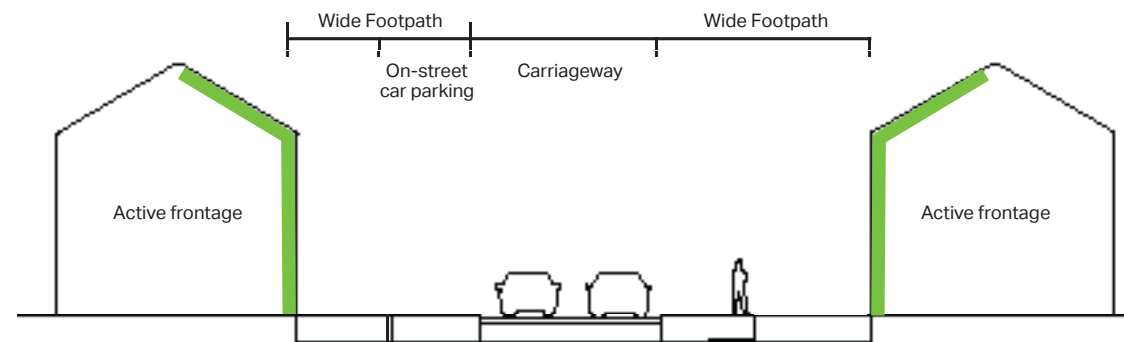 Wide Footpath
Wide Footpath
On-street
car parking
Carriageway
Active frontage
Active frontage